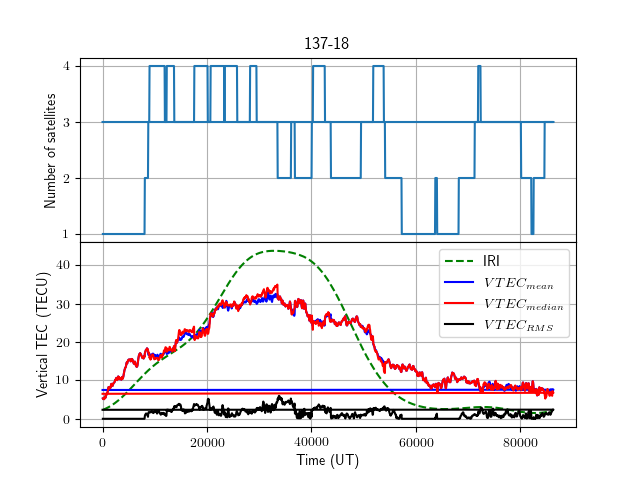 137-18
4
3
2
1
Number of satellites
40
30
20
10
0
Vertical TEC (TECU)
IRI
VTEC_mean
VTEC_median
VTEC_RMS
0 20000 40000 60000 80000
Time (UT)